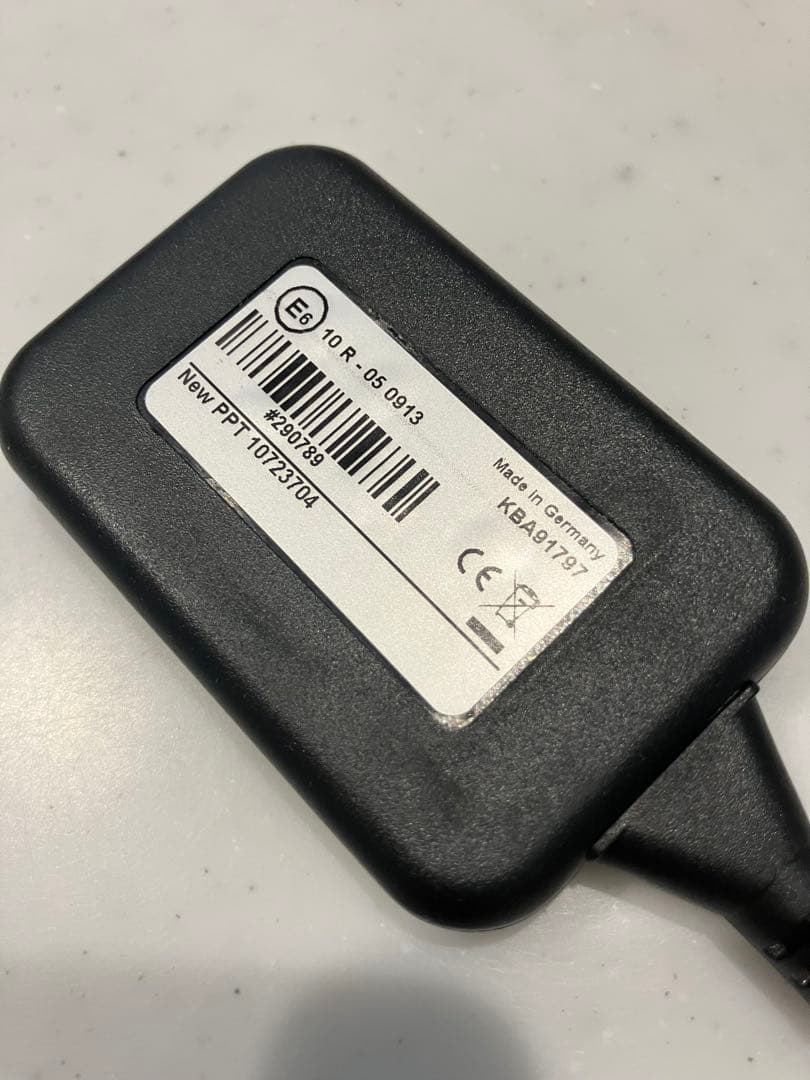 E6 10 R - 05 0913
#290789
New PPT 10723704
Made in Germany
KBA91797
CE